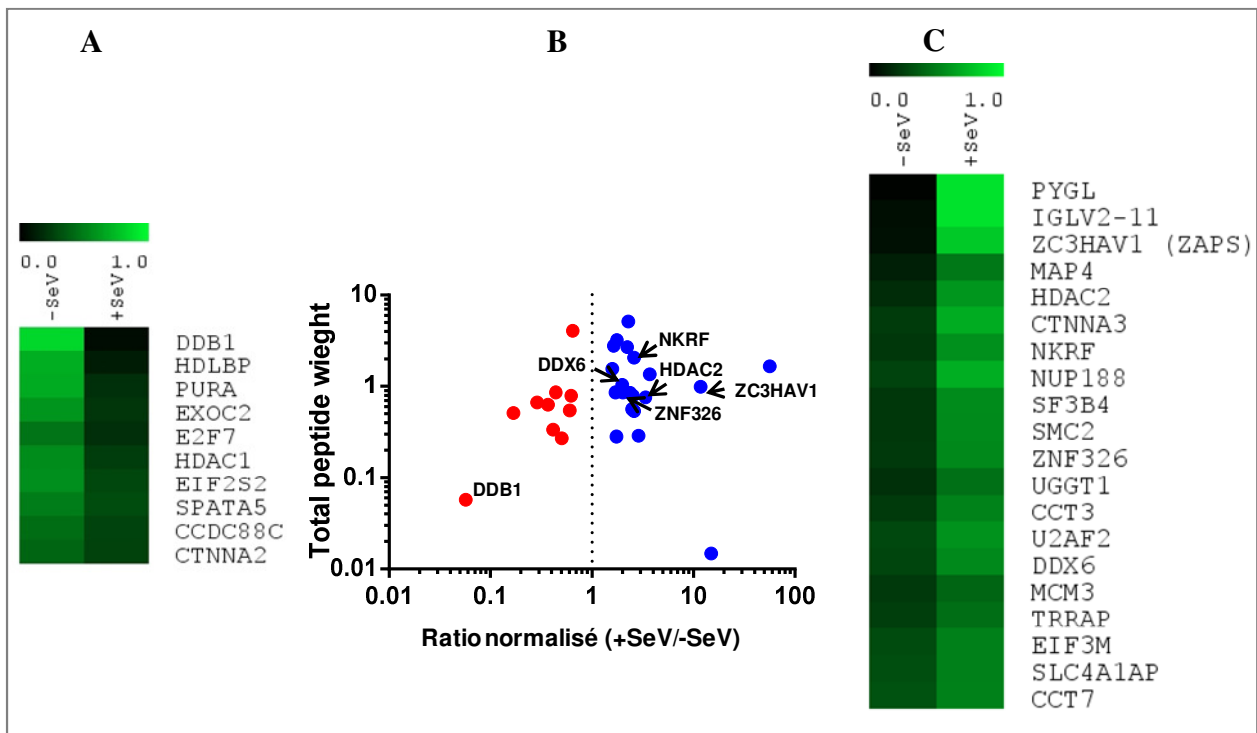 A
0.0 1.0
-SeV +SeV
DDB1
HDLBP
PURA
EXOC2
E2F7
HDAC1
EIF2S2
SPATA5
CCDC88C
CTNNA2
B
Total peptide wieght
10
1
0.1
0.01
NKRF
DDX6
HDAC2
ZC3HAV1
ZNF326
DDB1
0.01 0.1 1 10 100
Ratio normalisé (+SeV/-SeV)
C
0.0 1.0
-SeV +SeV
PYGL
IGLV2-11
ZC3HAV1 (ZAPS)
MAP4
HDAC2
CTNNA3
NKRF
NUP188
SF3B4
SMC2
ZNF326
UGGT1
CCT3
U2AF2
DDX6
MCM3
TRRAP
EIF3M
SLC4A1AP
CCT7